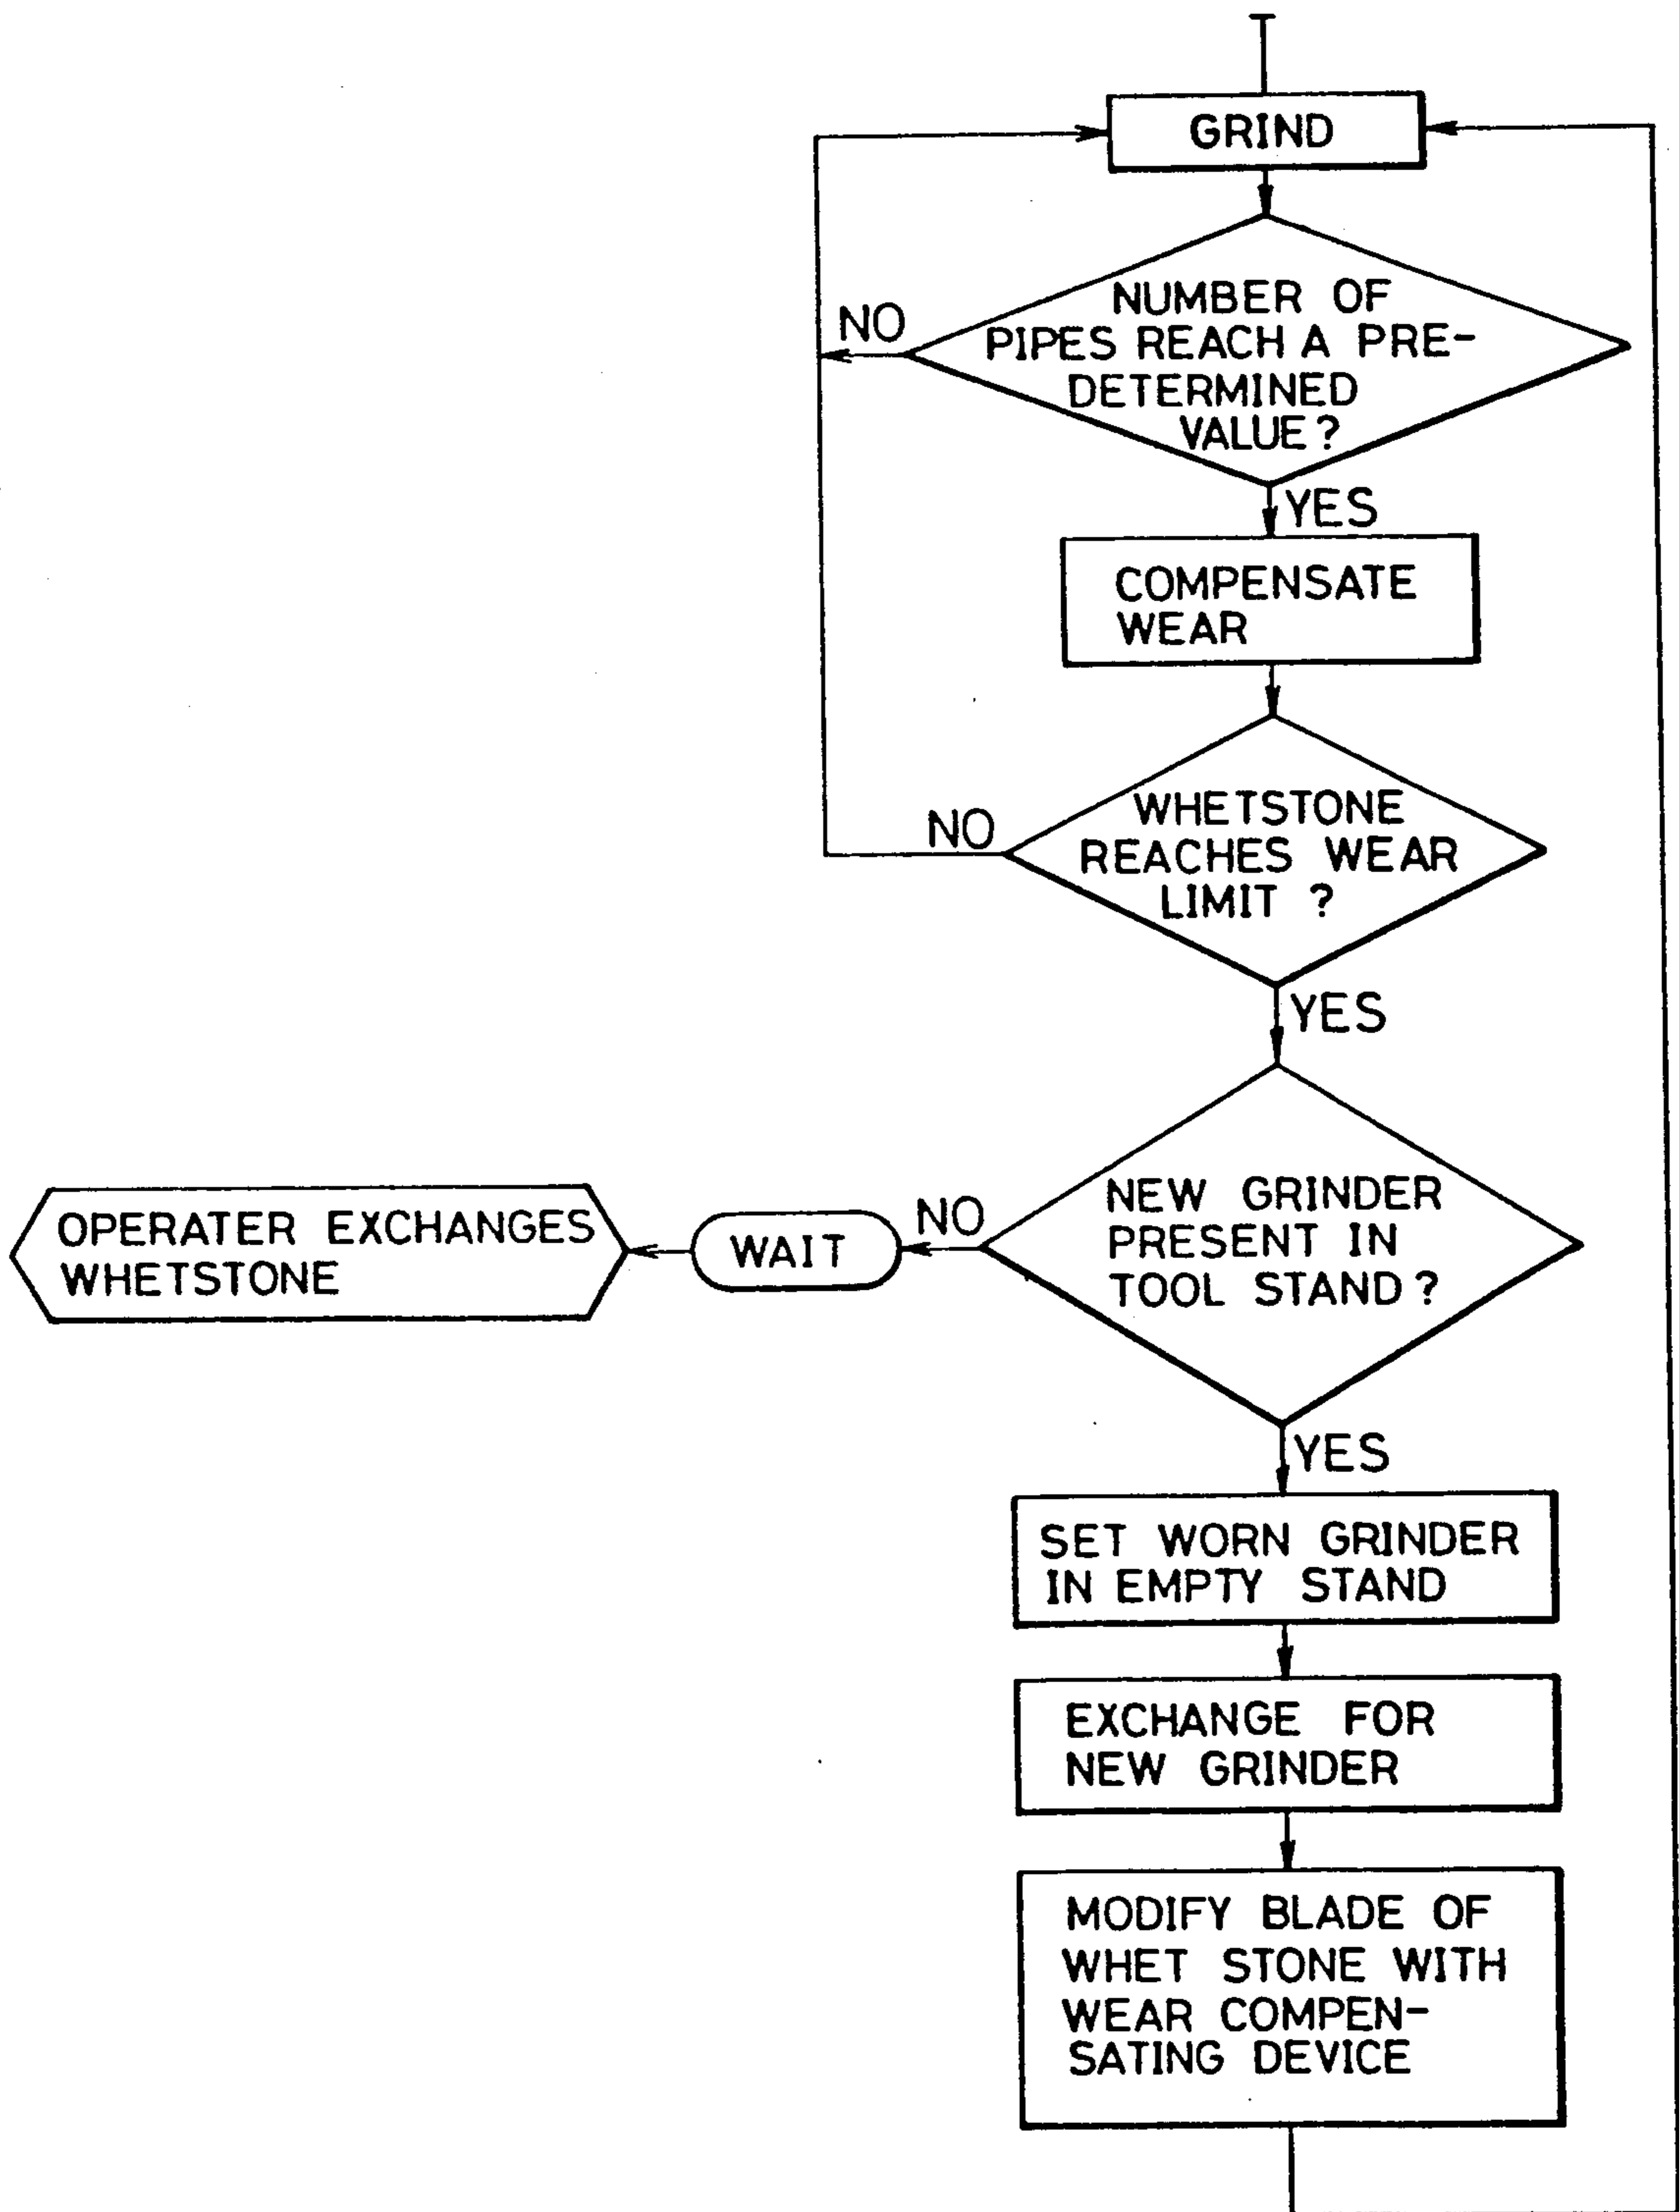 GRIND
NUMBER OF
PIPES REACH A PRE-
DETERMINED
VALUE?
NO
YES
COMPENSATE
WEAR
WHETSTONE
REACHES WEAR
LIMIT ?
NO
YES
NEW GRINDER
PRESENT IN
TOOL STAND?
NO
WAIT
OPERATER EXCHANGES
WHETSTONE
YES
SET WORN GRINDER
IN EMPTY STAND
EXCHANGE FOR
NEW GRINDER
MODIFY BLADE OF
WHET STONE WITH
WEAR COMPEN-
SATING DEVICE